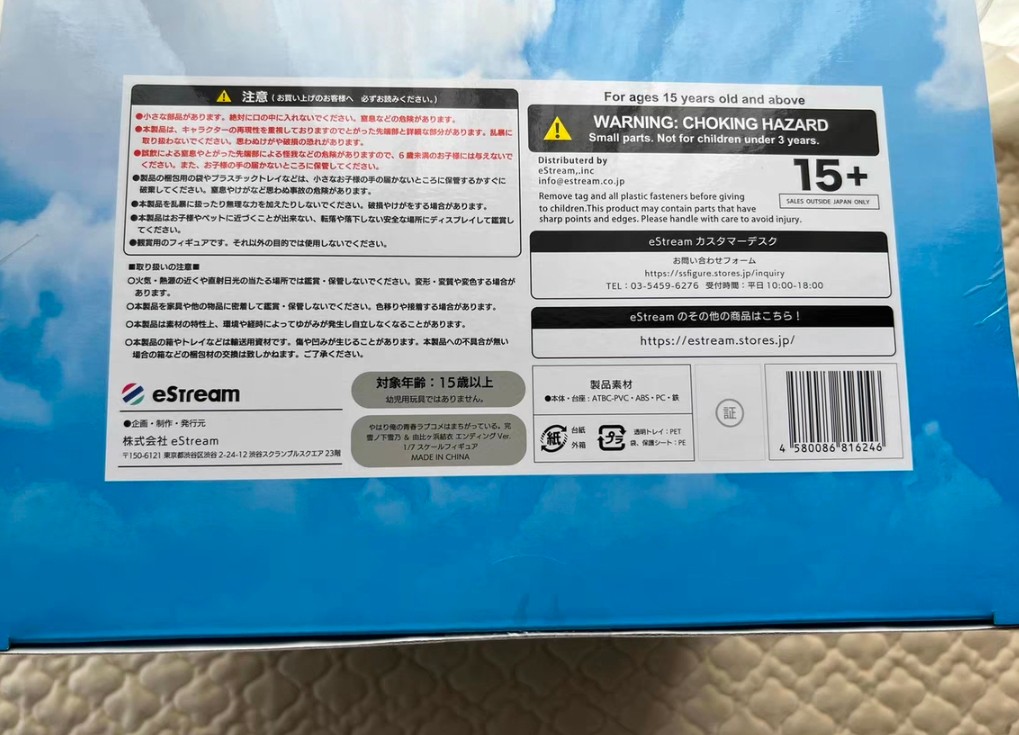 注意 ( お買い上げのお客様へ 必ずお読みください。)
●小さな部品があります。絶対に口の中に入れないでください。窒息などの危険があります。
●本製品は、キャラクターの再現性を重視しておりますのでとがった先端部と詳細な部分があります。乱暴に
取り扱わないでください。思わぬけがや破損の恐れがあります。
●誤飲による窒息やとがった先端部による怪我などの危険がありますので、6歳未満のお子様には与えないで
ください。また、お子様の手の届かないところに保管してください。
●製品の梱包用の袋やプラスチックトレイなどは、小さなお子様の手の届かないところに保管するかすぐに
破棄してください。窒息やけがなど思わぬ事故の危険があります。
●本製品を乱暴に扱ったり無理な力を加えたりしないでください。破損やけがをする場合があります。
●本製品はお子様やペットに近づくことが出来ない、転落や落下しない安全な場所にディスプレイして鑑賞し
てください。
●観賞用のフィギュアです。それ以外の目的では使用しないでください。
■取り扱いの注意■
○火気・熱源の近くや直射日光の当たる場所では鑑賞・保管しないでください。変形・変質や変色する場合が
あります。
○本製品を家具や他の物品に密着して鑑賞・保管しないでください。色移りや接着する場合があります。
○本製品は素材の特性上、環境や経時によってゆがみが発生し自立しなくなることがあります。
○本製品の箱やトレイなどは輸送用資材です。傷や凹みが生じることがあります。本製品への不具合が無い
場合の箱などの梱包材の交換は致しかねます。ご了承ください。
eStream
●企画・制作・発行元
株式会社 eStream
〒150-6121 東京都渋谷区渋谷 2-24-12 渋谷スクランブルスクエア 23階
対象年齢：15歳以上
幼児用玩具ではありません。
やはり俺の青春ラブコメはまちがっている。完
雪ノ下雪乃 & 由比ヶ浜結衣 エンディング Ver.
1/7 スケールフィギュア
MADE IN CHINA
For ages 15 years old and above
WARNING: CHOKING HAZARD
Small parts. Not for children under 3 years.
Distributerd by
eStream,.inc
info@estream.co.jp
15+
SALES OUTSIDE JAPAN ONLY
Remove tag and all plastic fasteners before giving
to children.This product may contain parts that have
sharp points and edges. Please handle with care to avoid injury.
eStream カスタマーデスク
お問い合わせフォーム
https://ssfigure.stores.jp/inquiry
TEL：03-5459-6276 受付時間：平日 10:00-18:00
eStream のその他の商品はこちら！
https://estream.stores.jp/
製品素材
●本体・台座：ATBC-PVC・ABS・PC・鉄
紙
台紙
外箱
プラ
透明トレイ：PET
袋、保護シート：PE
証
4 580086 816246